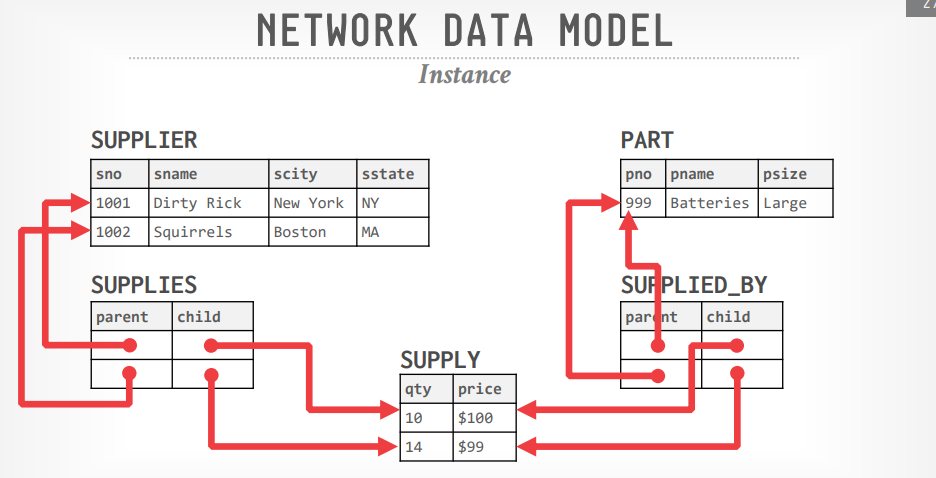 NETWORK DATA MODEL
Instance
SUPPLIER
sno sname scity sstate
1001 Dirty Rick New York NY
1002 Squirrels Boston MA
PART
pno pname psize
999 Batteries Large
SUPPLIES
parent child
SUPPLIED_BY
parent child
SUPPLY
qty price
10 $100
14 $99